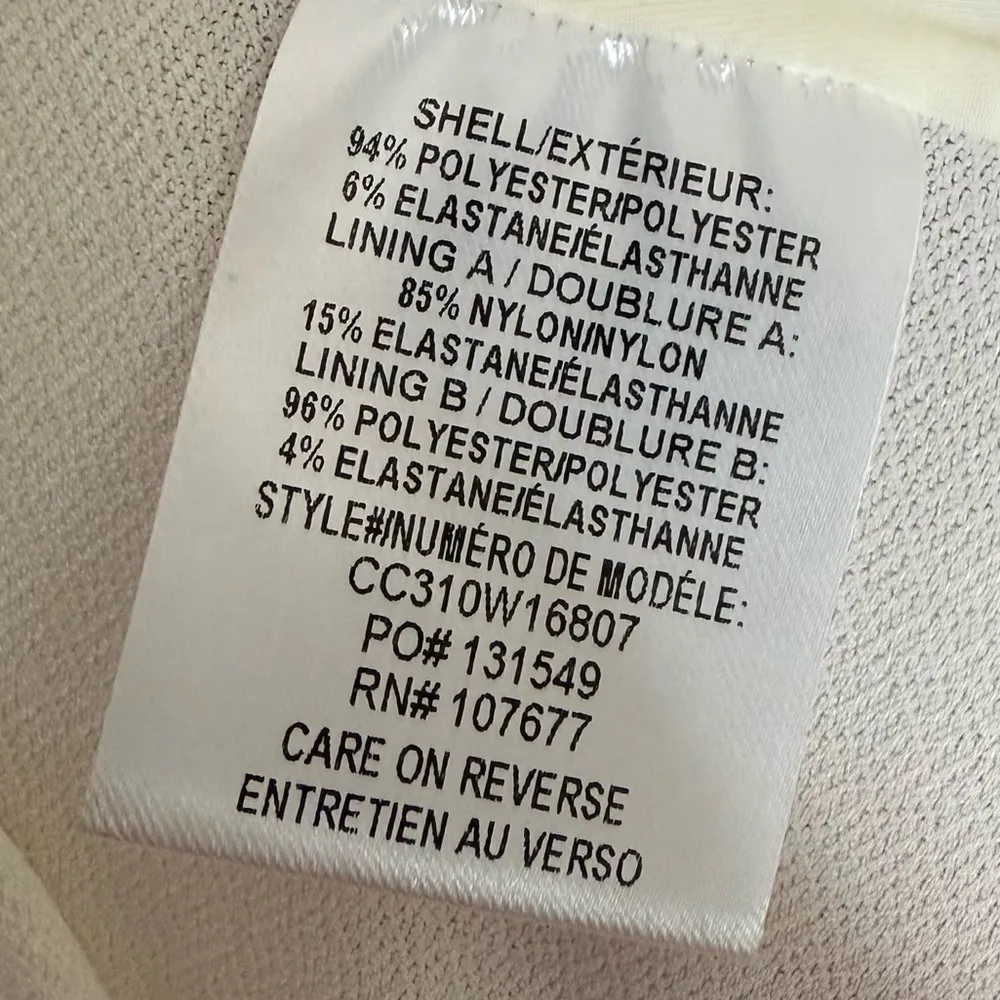 SHELL/EXTÉRIEUR:
94% POLYESTER/POLYESTER
6% ELASTANE/ÉLASTHANNE
LINING A / DOUBLURE A:
85% NYLON/NYLON
15% ELASTANE/ÉLASTHANNE
LINING B / DOUBLURE B:
96% POLYESTER/POLYESTER
4% ELASTANE/ÉLASTHANNE
STYLE#/NUMÉRO DE MODÉLE:
CC310W16807
PO# 131549
RN# 107677
CARE ON REVERSE
ENTRETIEN AU VERSO